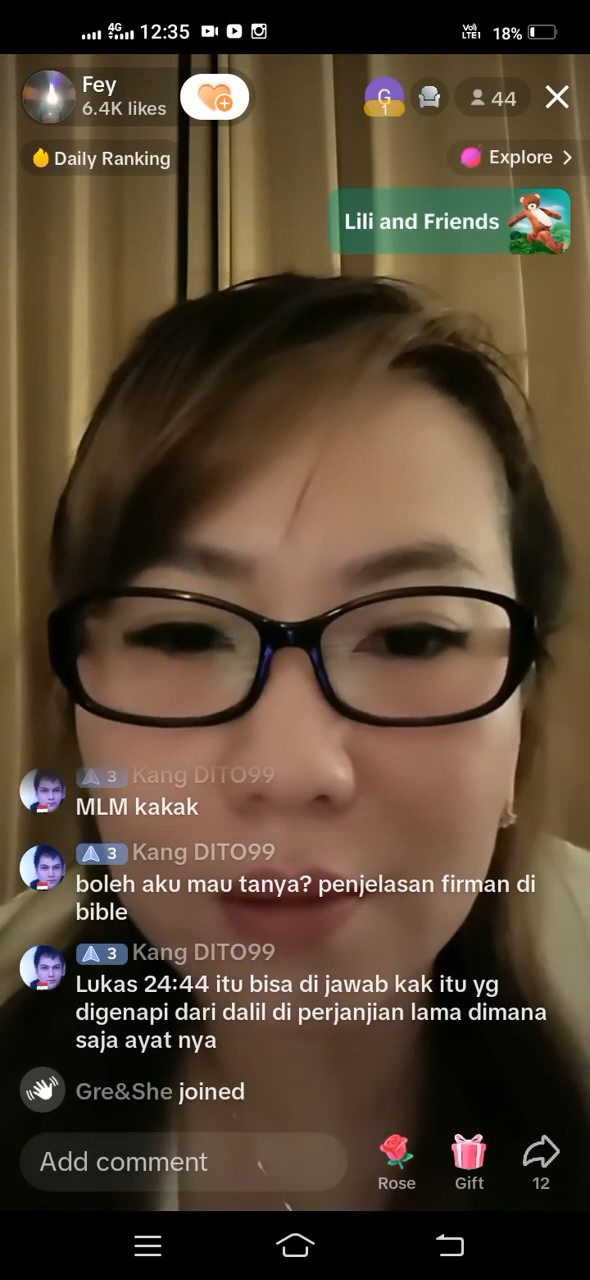 4G 12:35 Vo) LTE1 18%
Fey
6.4K likes
G
1
44
Daily Ranking
Explore >
Lili and Friends
3 Kang DITO99
MLM kakak
3 Kang DITO99
boleh aku mau tanya? penjelasan firman di
bible
3 Kang DITO99
Lukas 24:44 itu bisa di jawab kak itu yg
digenapi dari dalil di perjanjian lama dimana
saja ayat nya
Gre&She joined
Add comment
Rose
Gift
12